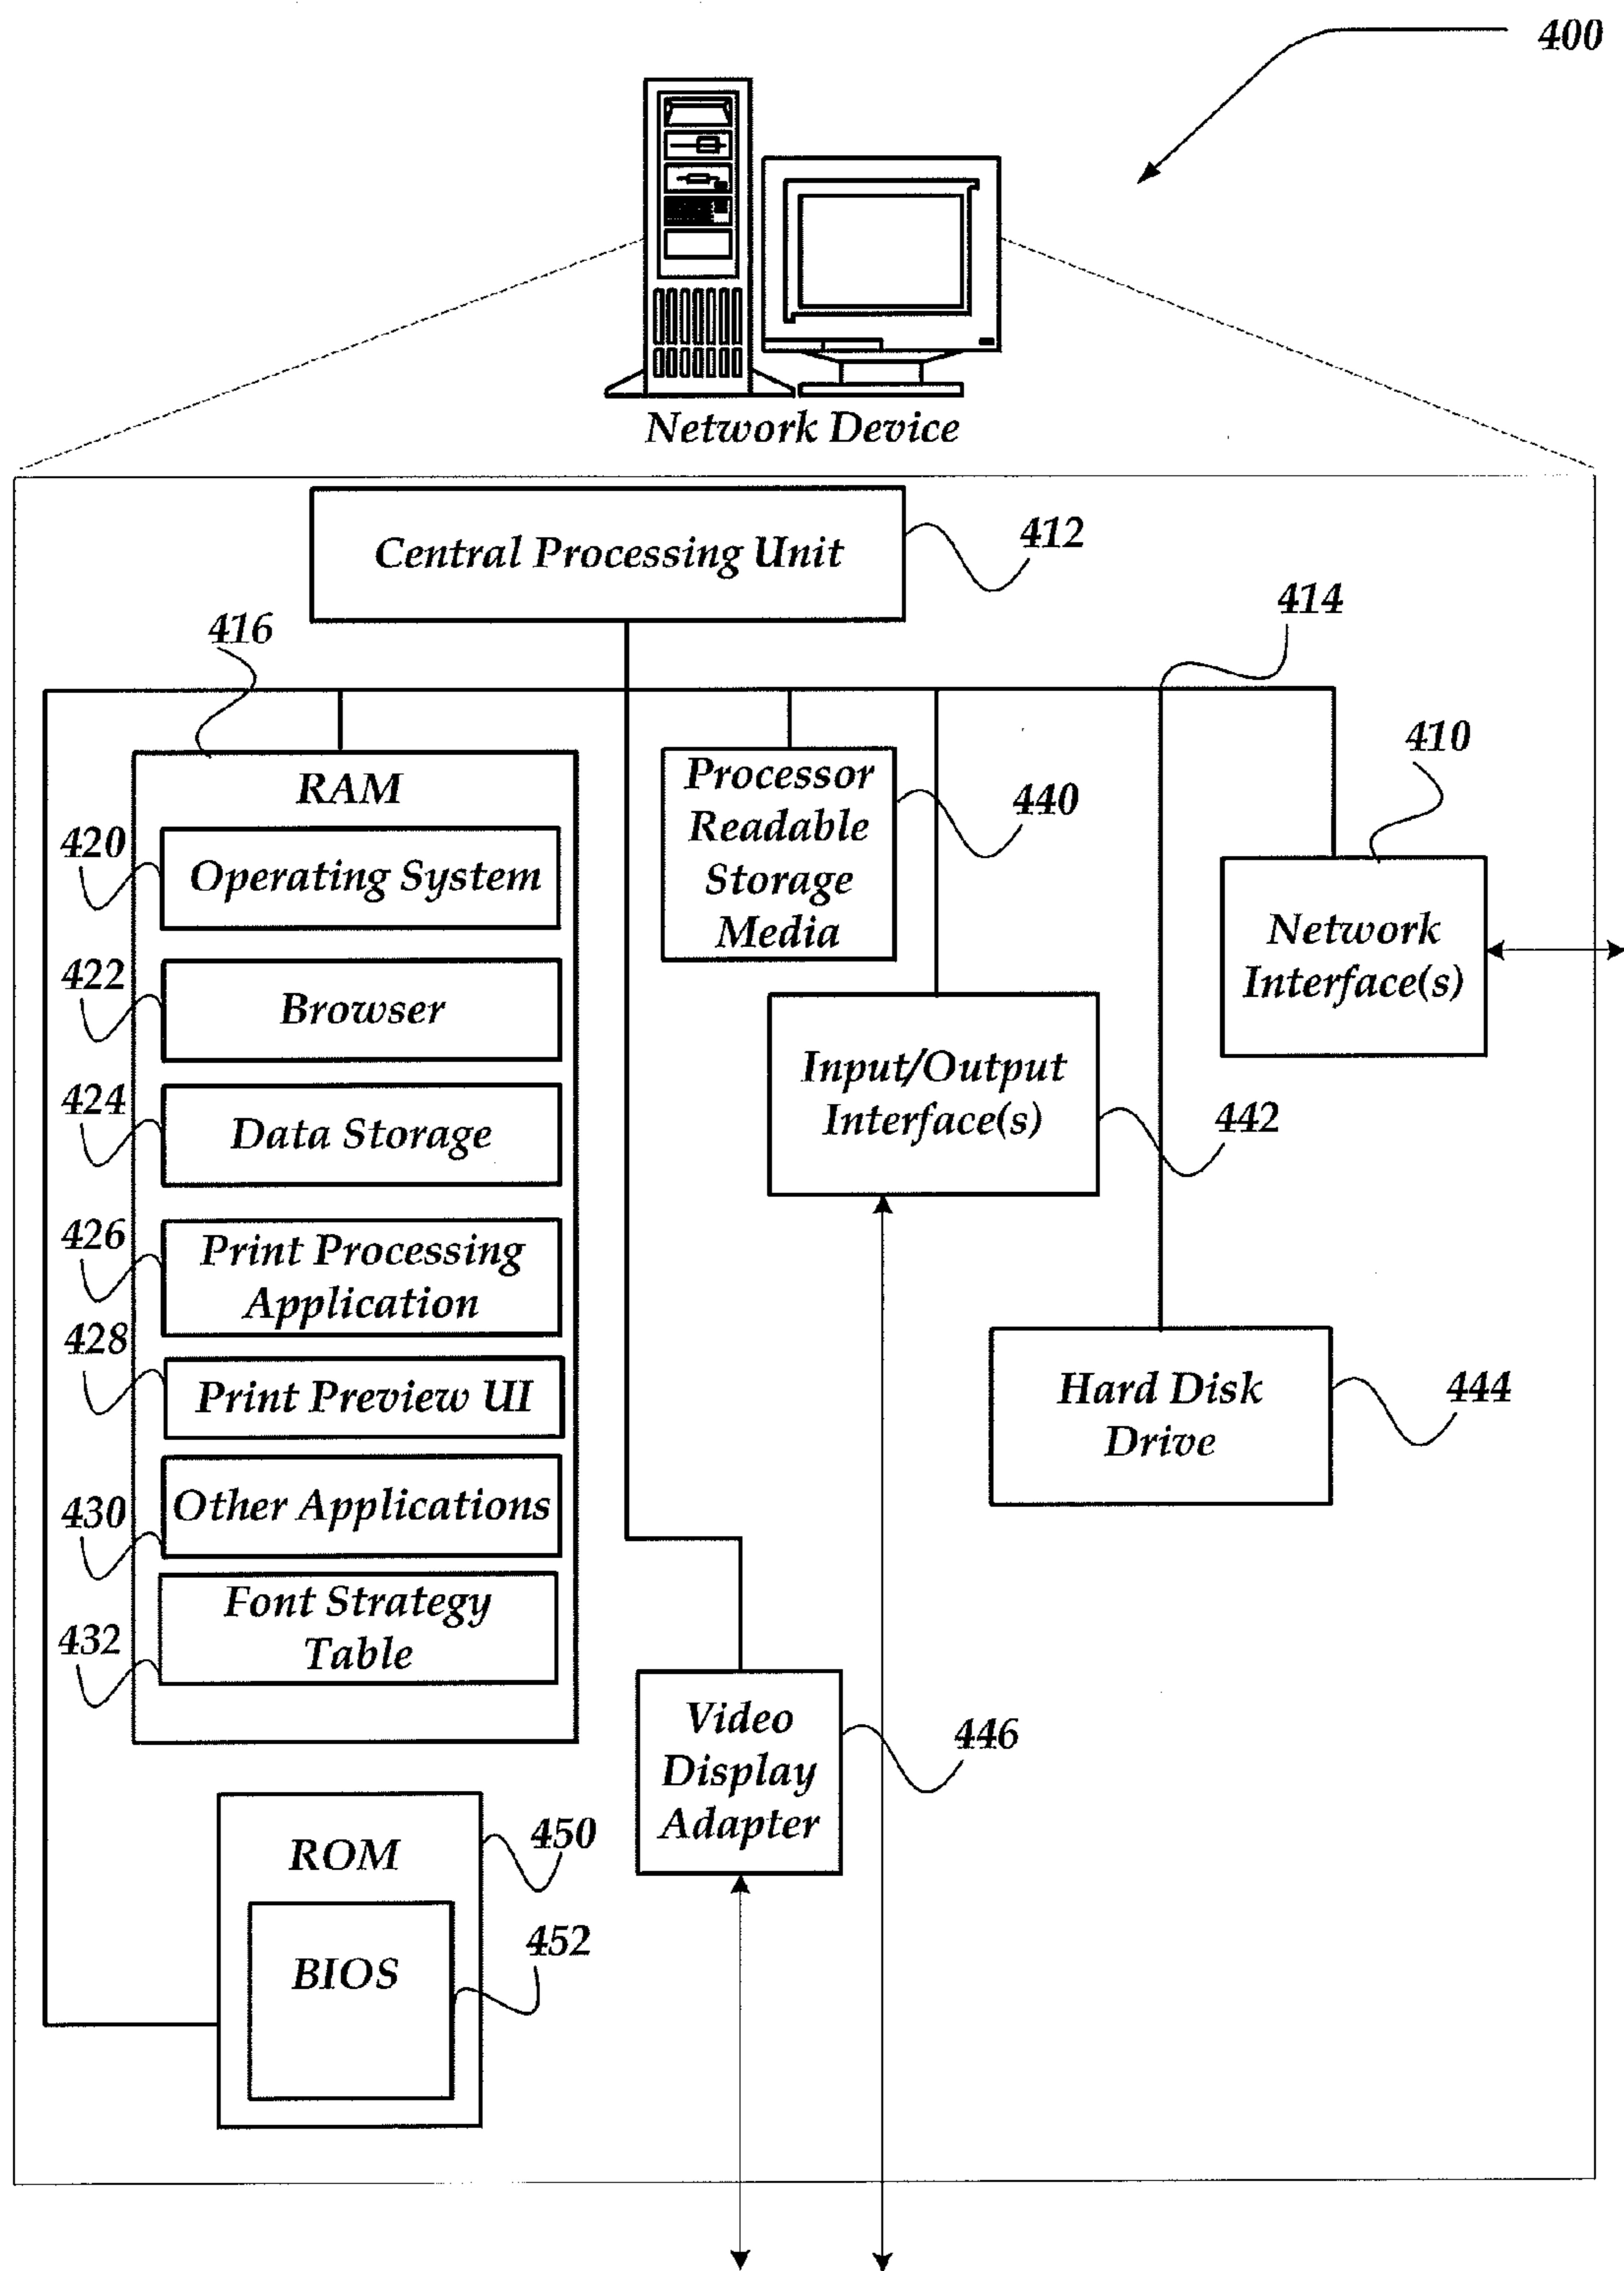 400
Network Device
Central Processing Unit
412
414
416
RAM
420
Operating System
422
Browser
424
Data Storage
426
Print Processing
Application
428
Print Preview UI
430
Other Applications
432
Font Strategy
Table
Processor
Readable
Storage
Media
440
410
Network
Interface(s)
Input/Output
Interface(s)
442
Hard Disk
Drive
444
Video
Display
Adapter
446
ROM
450
BIOS
452